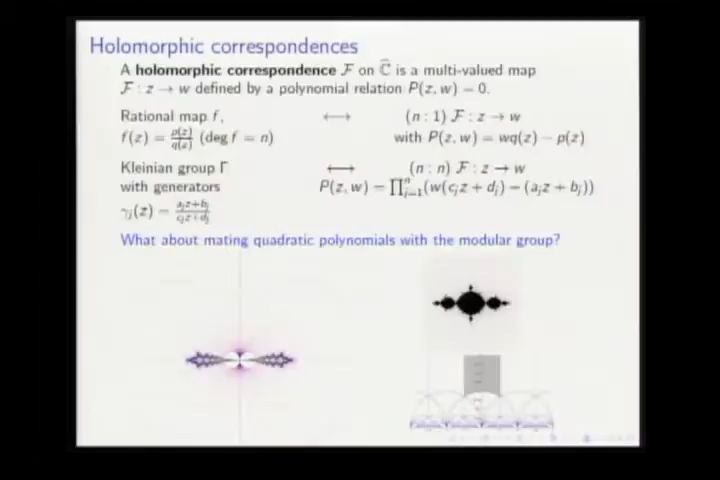 Holomorphic correspondences
A holomorphic correspondence F on Ĉ is a multi-valued map
F : z → w defined by a polynomial relation P(z, w) = 0.
Rational map f, ⟷ (n : 1) F : z → w
f(z) = p(z)/q(z) (deg f = n) with P(z, w) = wq(z) − p(z)
Kleinian group Γ ⟷ (n : n) F : z → w
with generators P(z, w) = ∏ⁿⱼ₌₁(w(cⱼz + dⱼ) − (aⱼz + bⱼ))
γⱼ(z) = aⱼz+bⱼ/cⱼz+dⱼ
What about mating quadratic polynomials with the modular group?